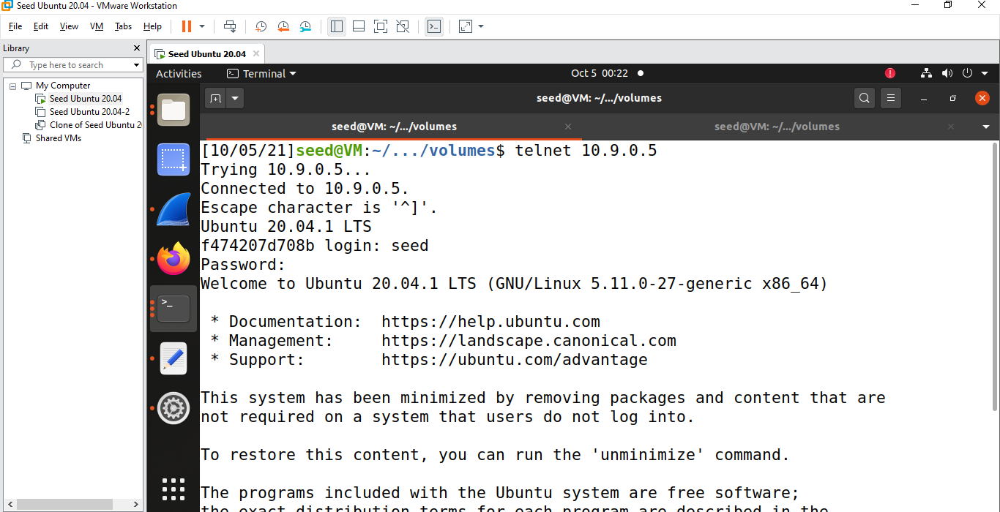 Seed Ubuntu 20.04 - VMware Workstation
File Edit View VM Tabs Help
Library
Type here to search
My Computer
Seed Ubuntu 20.04
Seed Ubuntu 20.04-2
Clone of Seed Ubuntu 2
Shared VMs
Seed Ubuntu 20.04
Activities Terminal Oct 5 00:22
seed@VM: ~/.../volumes
seed@VM: ~/.../volumes seed@VM: ~/.../volumes
[10/05/21]seed@VM:~/.../volumes$ telnet 10.9.0.5
Trying 10.9.0.5...
Connected to 10.9.0.5.
Escape character is '^]'.
Ubuntu 20.04.1 LTS
f474207d708b login: seed
Password:
Welcome to Ubuntu 20.04.1 LTS (GNU/Linux 5.11.0-27-generic x86_64)
* Documentation: https://help.ubuntu.com
* Management: https://landscape.canonical.com
* Support: https://ubuntu.com/advantage
This system has been minimized by removing packages and content that are
not required on a system that users do not log into.
To restore this content, you can run the 'unminimize' command.
The programs included with the Ubuntu system are free software;
the exact distribution terms for each program are described in the